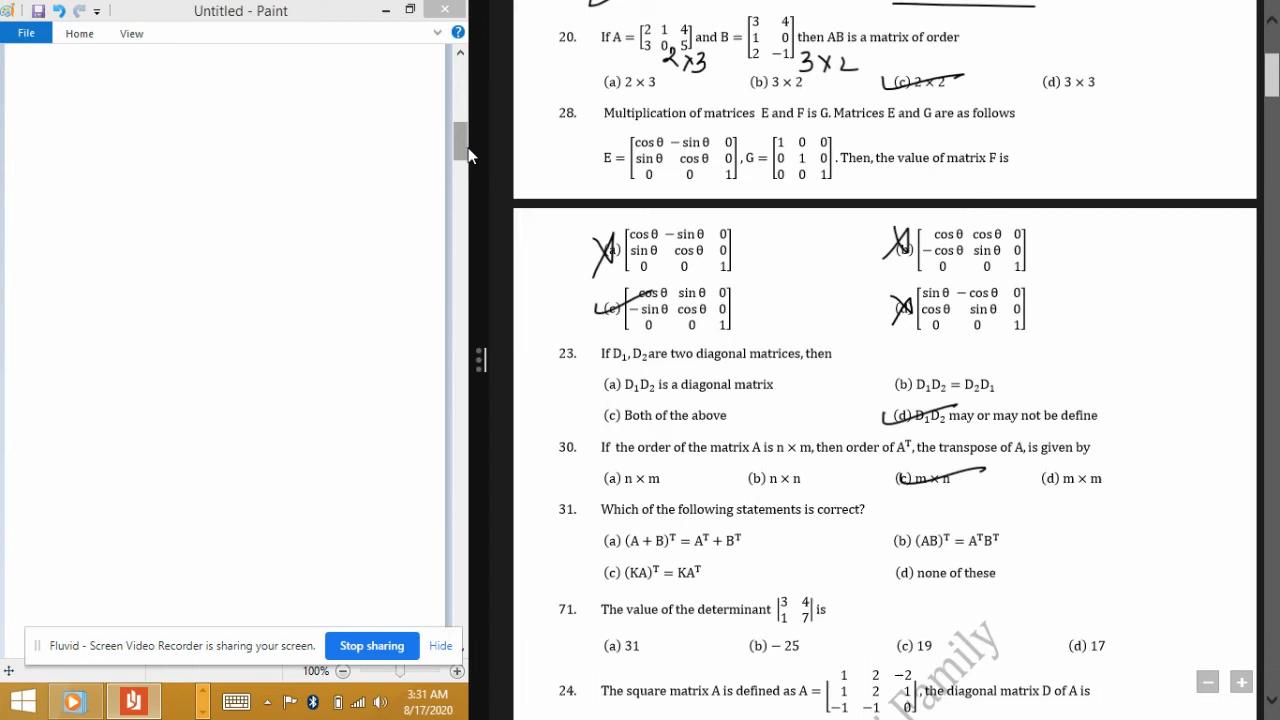 Untitled - Paint
File Home View
20. If A = [2 1 4 / 3 0 5] and B = [3 4 / 1 0 / 2 −1] then AB is a matrix of order
2×3 3×2
(a) 2 × 3 (b) 3 × 2 (c) 2 × 2 (d) 3 × 3
28. Multiplication of matrices E and F is G. Matrices E and G are as follows
E = [cos θ − sin θ 0 / sin θ cos θ 0 / 0 0 1], G = [1 0 0 / 0 1 0 / 0 0 1]. Then, the value of matrix F is
(a) [cos θ − sin θ 0 / sin θ cos θ 0 / 0 0 1] (b) [cos θ cos θ 0 / − cos θ sin θ 0 / 0 0 1]
(c) [cos θ sin θ 0 / − sin θ cos θ 0 / 0 0 1] (d) [sin θ − cos θ 0 / cos θ sin θ 0 / 0 0 1]
23. If D₁, D₂ are two diagonal matrices, then
(a) D₁D₂ is a diagonal matrix (b) D₁D₂ = D₂D₁
(c) Both of the above (d) D₁D₂ may or may not be define
30. If the order of the matrix A is n × m, then order of Aᵀ, the transpose of A, is given by
(a) n × m (b) n × n (c) m × n (d) m × m
31. Which of the following statements is correct?
(a) (A + B)ᵀ = Aᵀ + Bᵀ (b) (AB)ᵀ = AᵀBᵀ
(c) (KA)ᵀ = KAᵀ (d) none of these
71. The value of the determinant |3 4 / 1 7| is
(a) 31 (b) − 25 (c) 19 (d) 17
24. The square matrix A is defined as A = [1 2 −2 / 1 2 1 / −1 −1 0], the diagonal matrix D of A is
Family
Fluvid - Screen Video Recorder is sharing your screen. Stop sharing Hide
100%
3:31 AM
8/17/2020